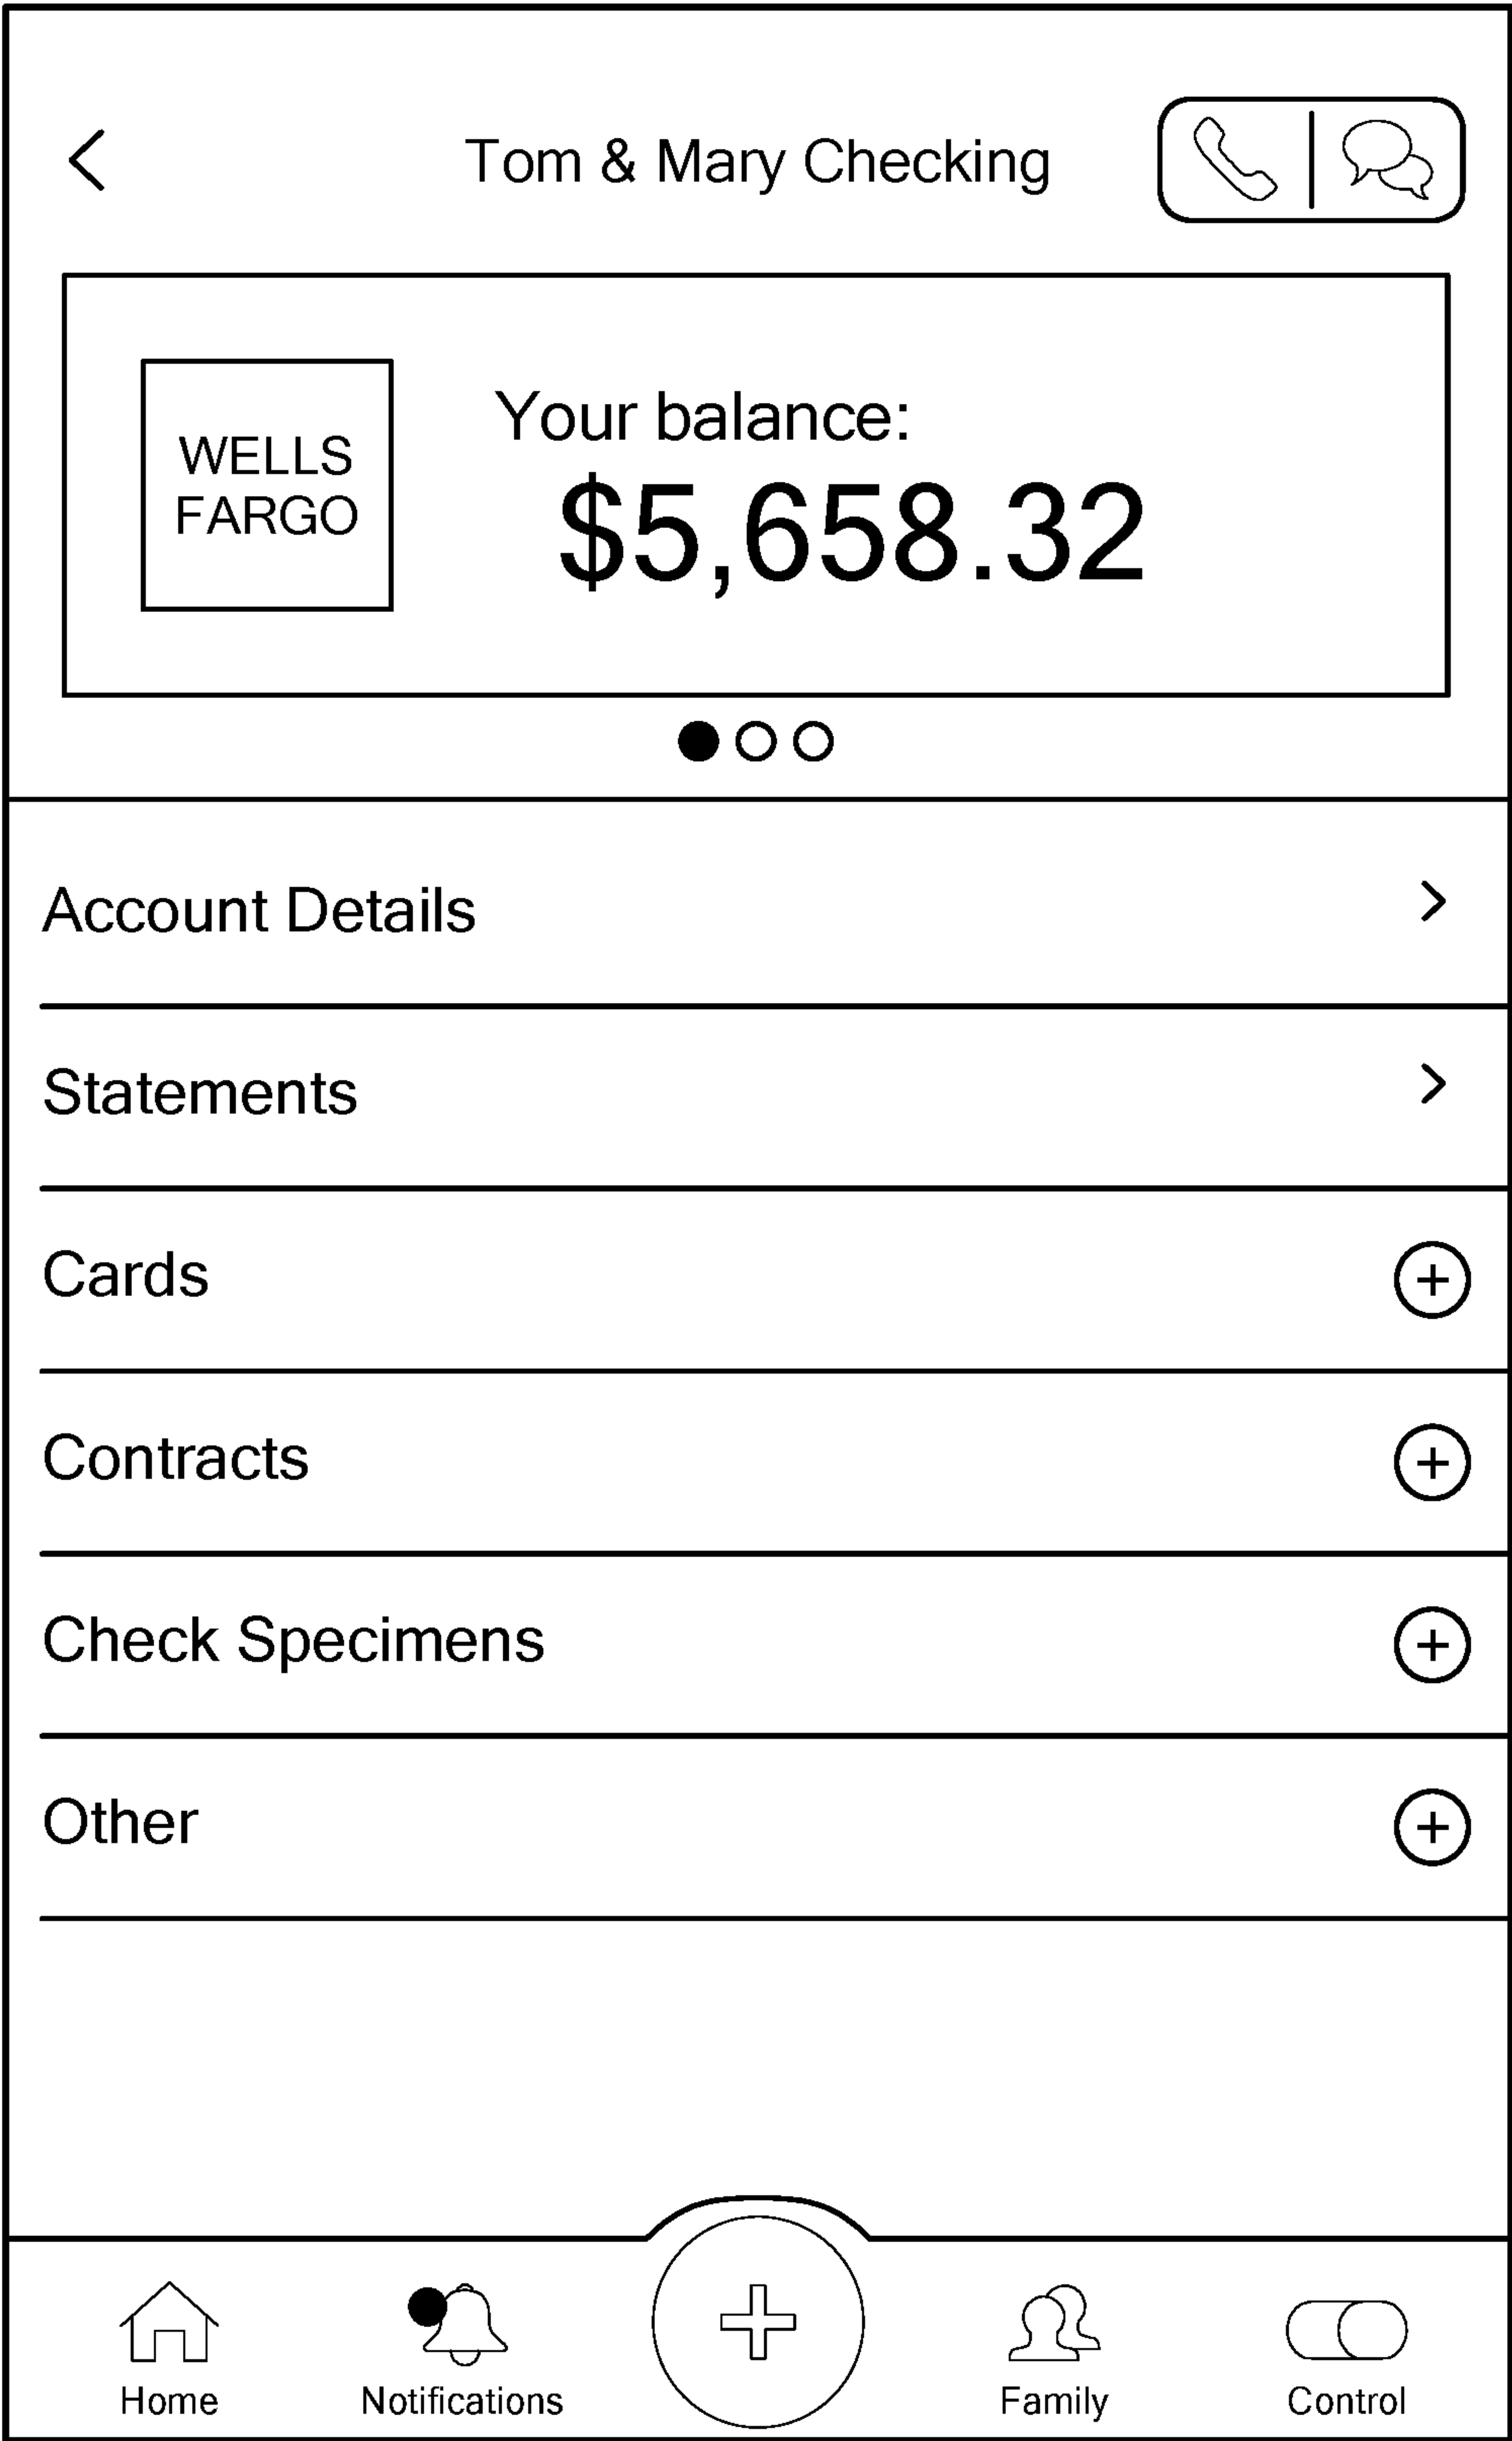 Tom & Mary Checking
WELLS
FARGO
Your balance:
$5,658.32
Account Details
Statements
Cards
Contracts
Check Specimens
Other
Home
Notifications
Family
Control